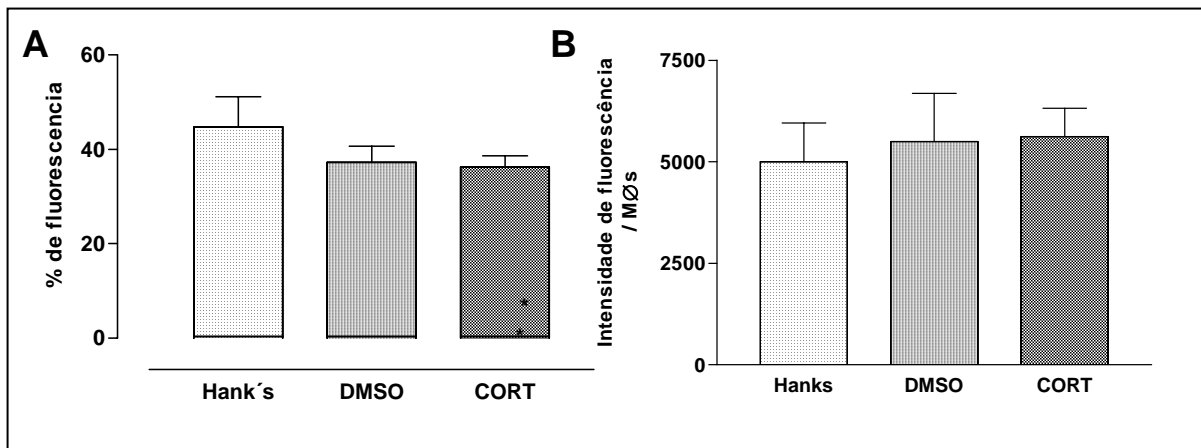 A
% de fluorescencia
60
40
20
0
*
*
Hank´s DMSO CORT
B
Intensidade de fluorescência
/ MØs
7500
5000
2500
0
Hanks DMSO CORT